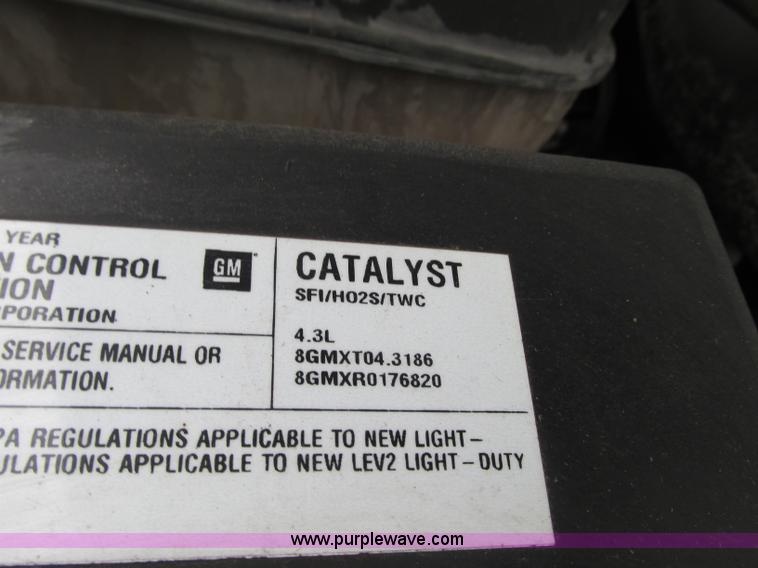 YEAR
N CONTROL
ION
PORATION
GM
SERVICE MANUAL OR
ORMATION.
CATALYST
SFI/HO2S/TWC
4.3L
8GMXT04.3186
8GMXR0176820
PA REGULATIONS APPLICABLE TO NEW LIGHT-
ULATIONS APPLICABLE TO NEW LEV2 LIGHT-DUTY
www.purplewave.com